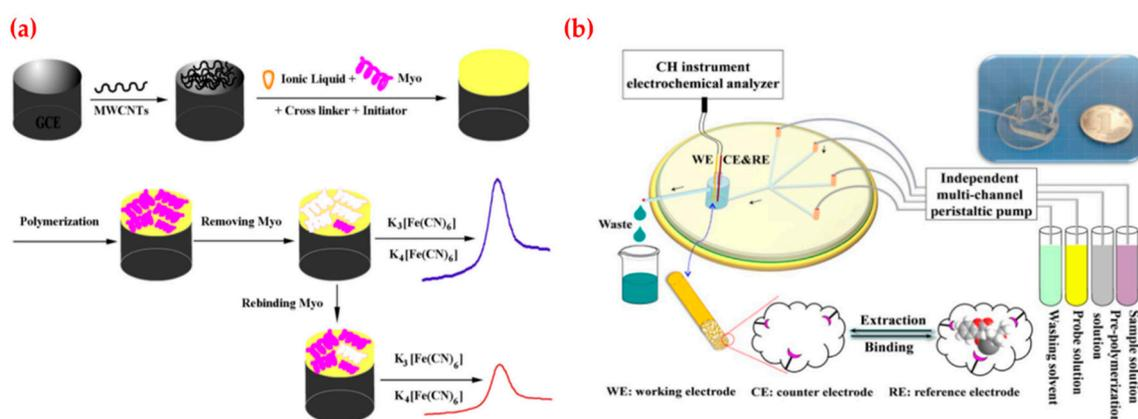 (a)
GCE
MWCNTs
Ionic Liquid + Myo
+ Cross linker + Initiator
Polymerization
Removing Myo
K3[Fe(CN)6]
K4[Fe(CN)6]
Rebinding Myo
K3 [Fe(CN)6]
K4[Fe(CN)6]
(b)
CH instrument
electrochemical analyzer
WE
CE&RE
Waste
Independent
multi-channel
peristaltic pump
Extraction
Binding
Washing solvent
Probe solution
Pre-polymerization
solution
Sample solution
WE: working electrode
CE: counter electrode
RE: reference electrode